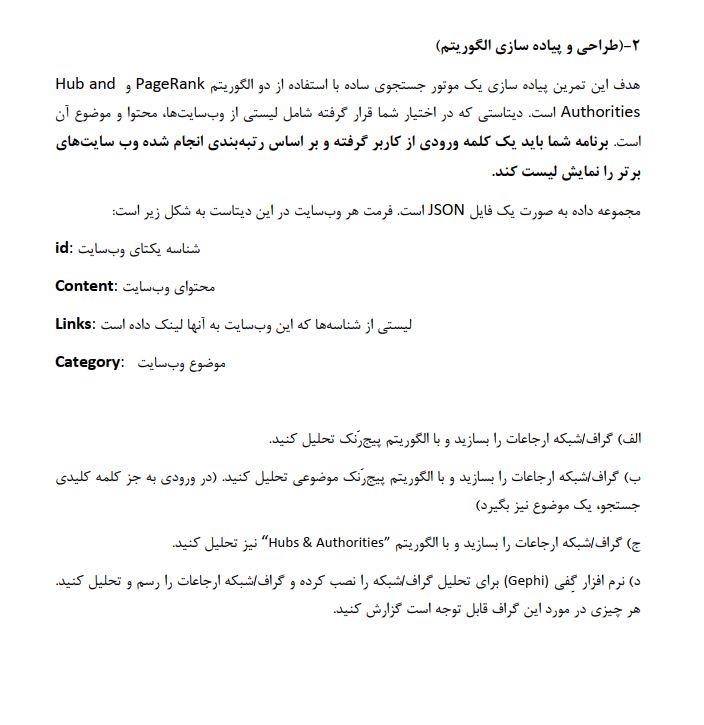 ۲-(طراحی و پیاده سازی الگوریتم)
هدف این تمرین پیاده سازی یک موتور جستجوی ساده با استفاده از دو الگوریتم PageRank و Hub and
Authorities است. دیتاستی که در اختیار شما قرار گرفته شامل لیستی از وب‌سایت‌ها، محتوا و موضوع آن
است. برنامه شما باید یک کلمه ورودی از کاربر گرفته و بر اساس رتبه‌بندی انجام شده وب سایت‌های
برتر را نمایش لیست کند.
مجموعه داده به صورت یک فایل JSON است. فرمت هر وب‌سایت در این دیتاست به شکل زیر است:
id: شناسه یکتای وب‌سایت
Content: محتوای وب‌سایت
Links: لیستی از شناسه‌ها که این وب‌سایت به آنها لینک داده است
Category: موضوع وب‌سایت
الف) گراف/شبکه ارجاعات را بسازید و با الگوریتم پیج‌رَنک تحلیل کنید.
ب) گراف/شبکه ارجاعات را بسازید و با الگوریتم پیج‌رَنک موضوعی تحلیل کنید. (در ورودی به جز کلمه کلیدی
جستجو، یک موضوع نیز بگیرد)
ج) گراف/شبکه ارجاعات را بسازید و با الگوریتم “Hubs & Authorities” نیز تحلیل کنید.
د) نرم افزار گِفی (Gephi) برای تحلیل گراف/شبکه را نصب کرده و گراف/شبکه ارجاعات را رسم و تحلیل کنید.
هر چیزی در مورد این گراف قابل توجه است گزارش کنید.